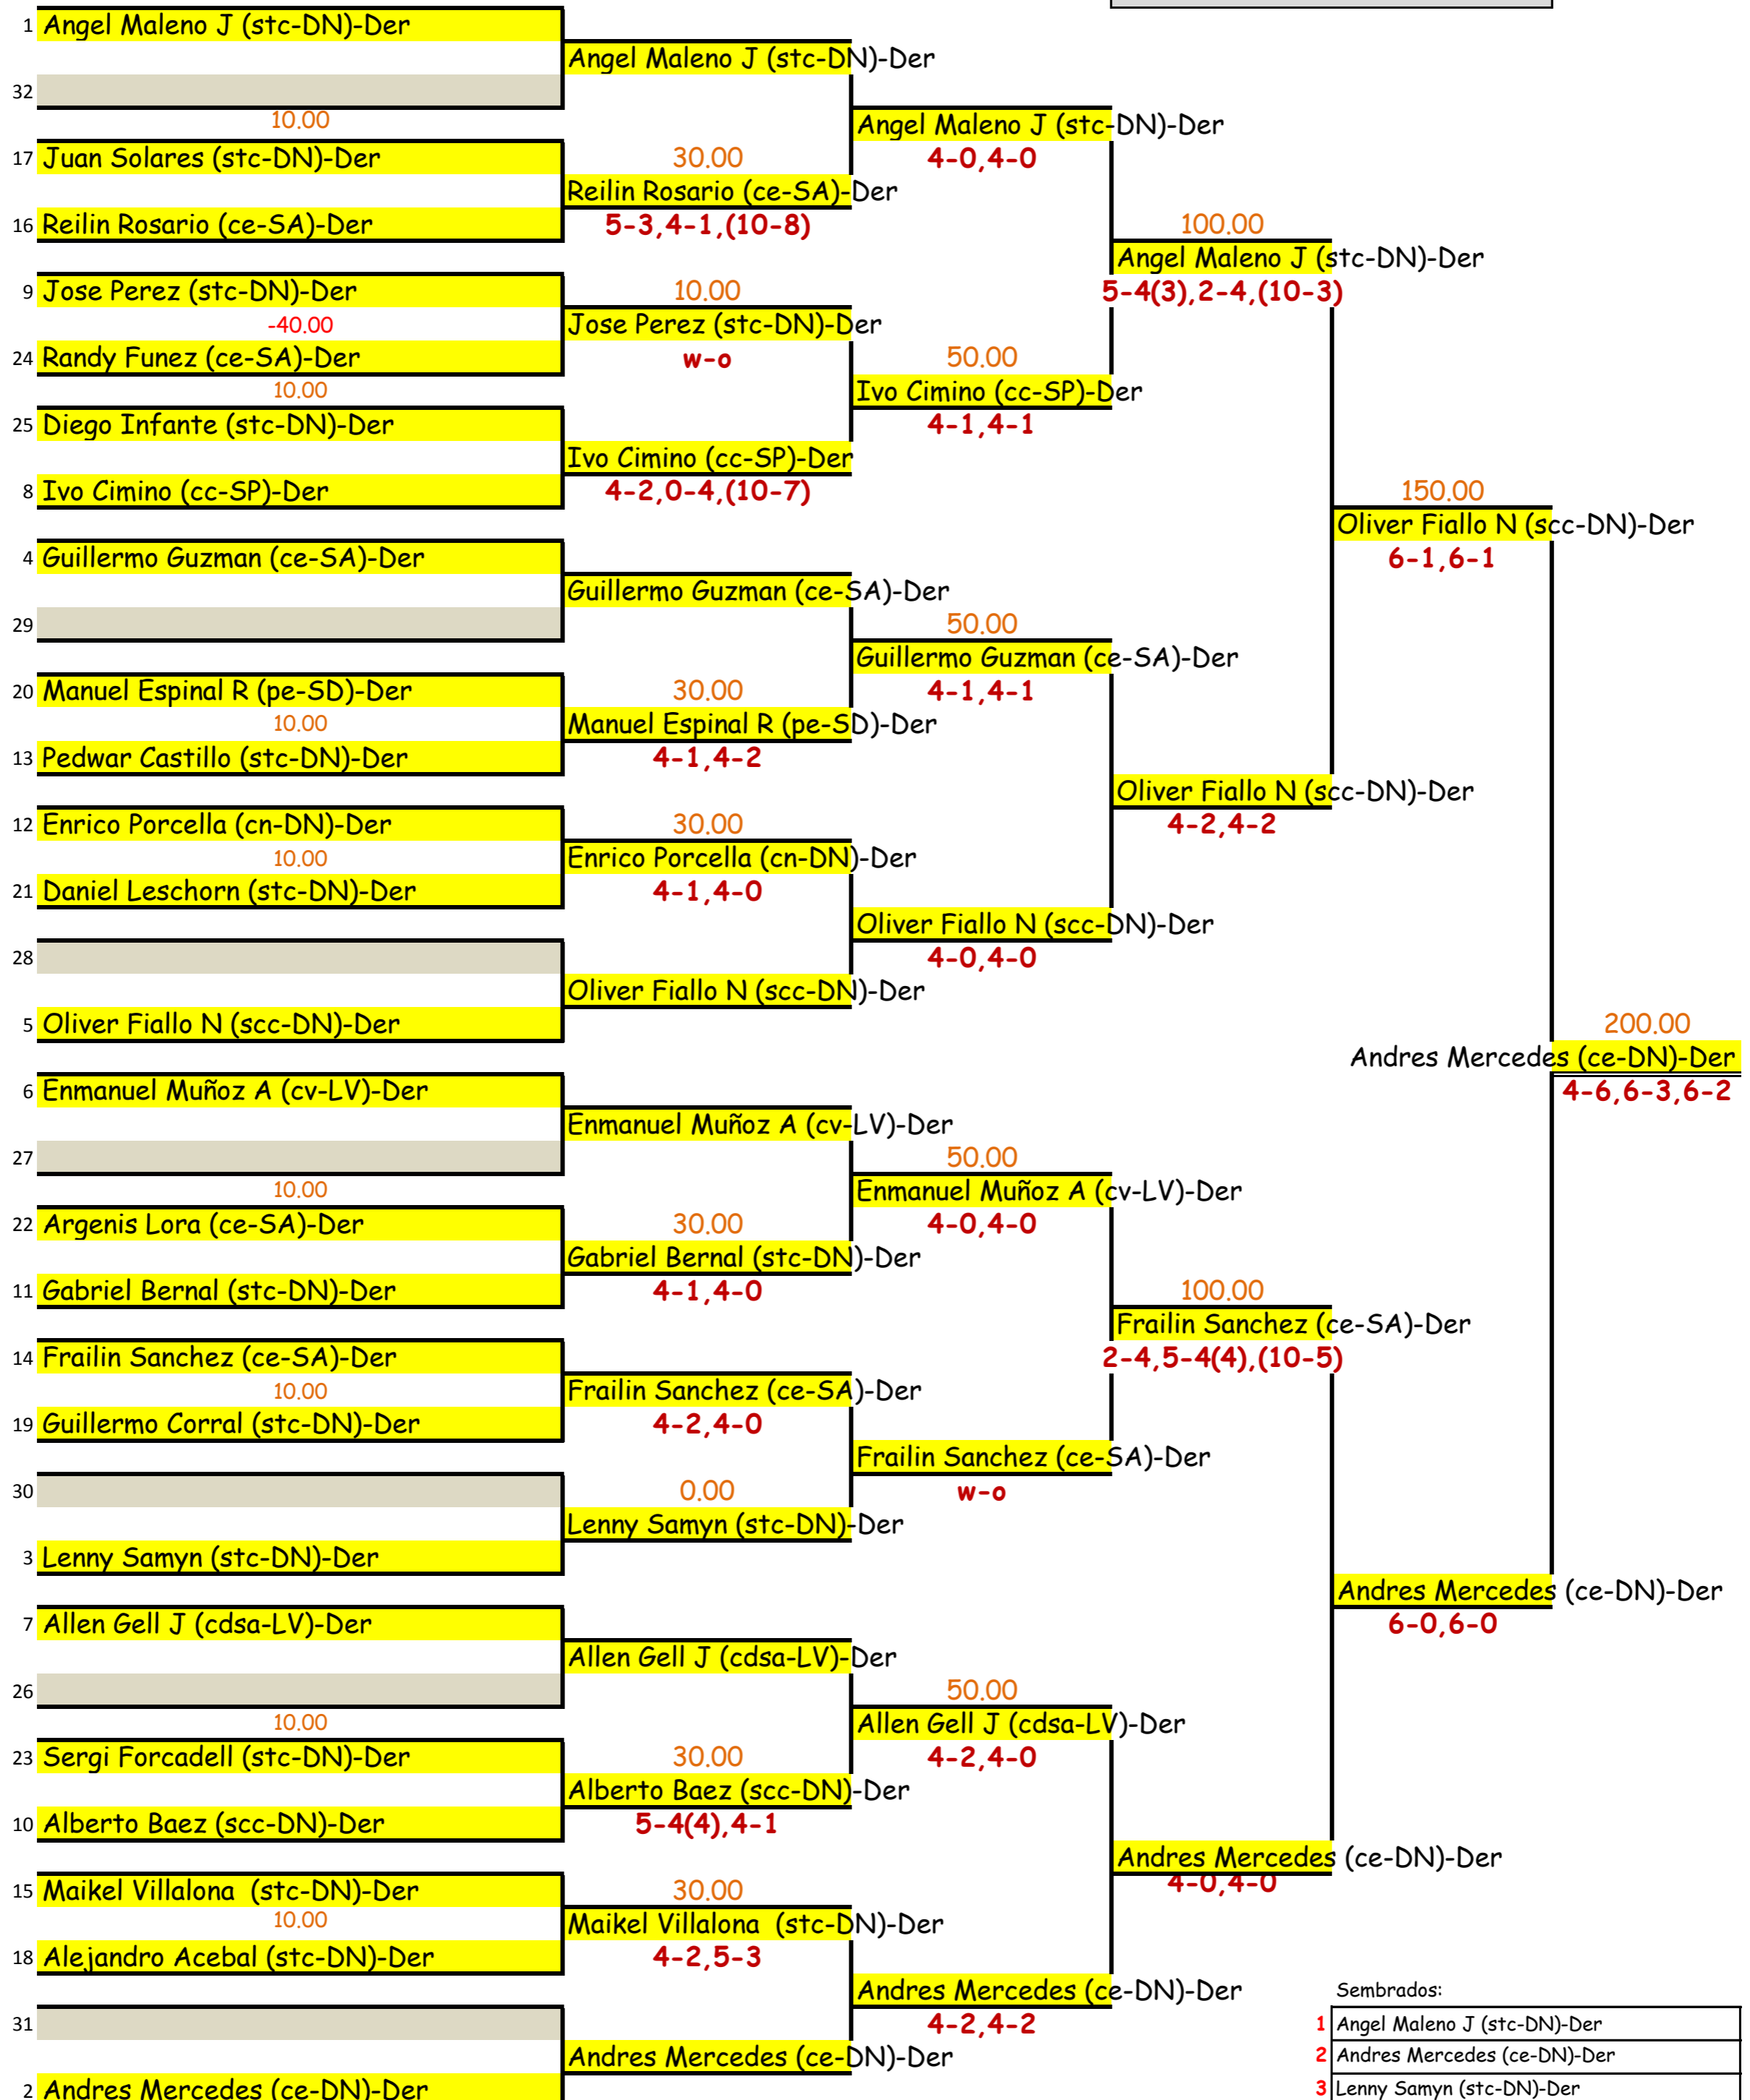 1 Angel Maleno J (stc-DN)-Der
Angel Maleno J (stc-DN)-Der
32
10.00
Angel Maleno J (stc-DN)-Der
4-0,4-0
17 Juan Solares (stc-DN)-Der
30.00
Reilin Rosario (ce-SA)-Der
5-3,4-1,(10-8)
16 Reilin Rosario (ce-SA)-Der
100.00
Angel Maleno J (stc-DN)-Der
5-4(3),2-4,(10-3)
9 Jose Perez (stc-DN)-Der
10.00
-40.00
Jose Perez (stc-DN)-Der
w-o
24 Randy Funez (ce-SA)-Der
50.00
10.00
Ivo Cimino (cc-SP)-Der
4-1,4-1
25 Diego Infante (stc-DN)-Der
Ivo Cimino (cc-SP)-Der
4-2,0-4,(10-7)
8 Ivo Cimino (cc-SP)-Der
150.00
Oliver Fiallo N (scc-DN)-Der
6-1,6-1
4 Guillermo Guzman (ce-SA)-Der
Guillermo Guzman (ce-SA)-Der
29
50.00
Guillermo Guzman (ce-SA)-Der
4-1,4-1
20 Manuel Espinal R (pe-SD)-Der
30.00
10.00
Manuel Espinal R (pe-SD)-Der
4-1,4-2
13 Pedwar Castillo (stc-DN)-Der
Oliver Fiallo N (scc-DN)-Der
4-2,4-2
12 Enrico Porcella (cn-DN)-Der
30.00
10.00
Enrico Porcella (cn-DN)-Der
4-1,4-0
21 Daniel Leschorn (stc-DN)-Der
Oliver Fiallo N (scc-DN)-Der
4-0,4-0
28
Oliver Fiallo N (scc-DN)-Der
5 Oliver Fiallo N (scc-DN)-Der
200.00
Andres Mercedes (ce-DN)-Der
4-6,6-3,6-2
6 Enmanuel Muñoz A (cv-LV)-Der
Enmanuel Muñoz A (cv-LV)-Der
27
50.00
10.00
Enmanuel Muñoz A (cv-LV)-Der
4-0,4-0
22 Argenis Lora (ce-SA)-Der
30.00
Gabriel Bernal (stc-DN)-Der
4-1,4-0
11 Gabriel Bernal (stc-DN)-Der
100.00
Frailin Sanchez (ce-SA)-Der
2-4,5-4(4),(10-5)
14 Frailin Sanchez (ce-SA)-Der
10.00
Frailin Sanchez (ce-SA)-Der
4-2,4-0
19 Guillermo Corral (stc-DN)-Der
Frailin Sanchez (ce-SA)-Der
w-o
30
0.00
Lenny Samyn (stc-DN)-Der
3 Lenny Samyn (stc-DN)-Der
Andres Mercedes (ce-DN)-Der
6-0,6-0
7 Allen Gell J (cdsa-LV)-Der
Allen Gell J (cdsa-LV)-Der
26
50.00
10.00
Allen Gell J (cdsa-LV)-Der
4-2,4-0
23 Sergi Forcadell (stc-DN)-Der
30.00
Alberto Baez (scc-DN)-Der
5-4(4),4-1
10 Alberto Baez (scc-DN)-Der
Andres Mercedes (ce-DN)-Der
4-0,4-0
15 Maikel Villalona (stc-DN)-Der
30.00
10.00
Maikel Villalona (stc-DN)-Der
4-2,5-3
18 Alejandro Acebal (stc-DN)-Der
Andres Mercedes (ce-DN)-Der
4-2,4-2
31
Andres Mercedes (ce-DN)-Der
2 Andres Mercedes (ce-DN)-Der
Sembrados:
1 Angel Maleno J (stc-DN)-Der
2 Andres Mercedes (ce-DN)-Der
3 Lenny Samyn (stc-DN)-Der